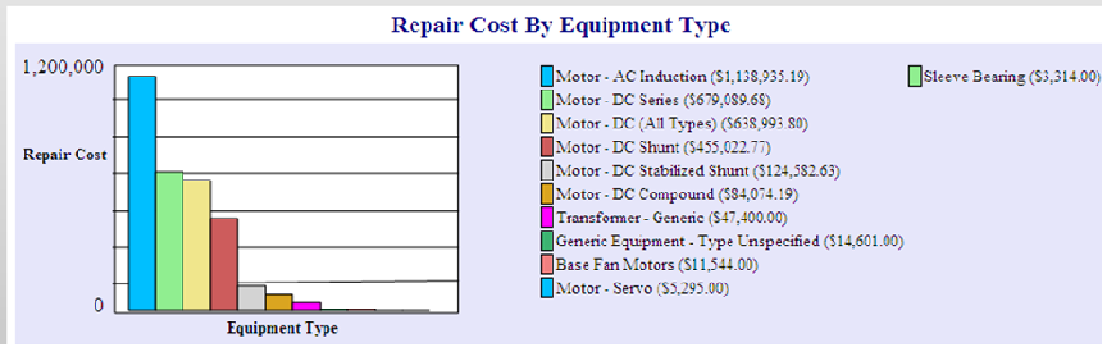 Repair Cost By Equipment Type
1,200,000
Repair Cost
0
Equipment Type
Motor - AC Induction ($1,138,935.19)
Motor - DC Series ($679,089.68)
Motor - DC (All Types) ($638,993.80)
Motor - DC Shunt ($455,022.77)
Motor - DC Stabilized Shunt ($124,582.63)
Motor - DC Compound ($84,074.19)
Transformer - Generic ($47,400.00)
Generic Equipment - Type Unspecified ($14,601.00)
Base Fan Motors ($11,544.00)
Motor - Servo ($5,295.00)
Sleeve Bearing ($3,314.00)